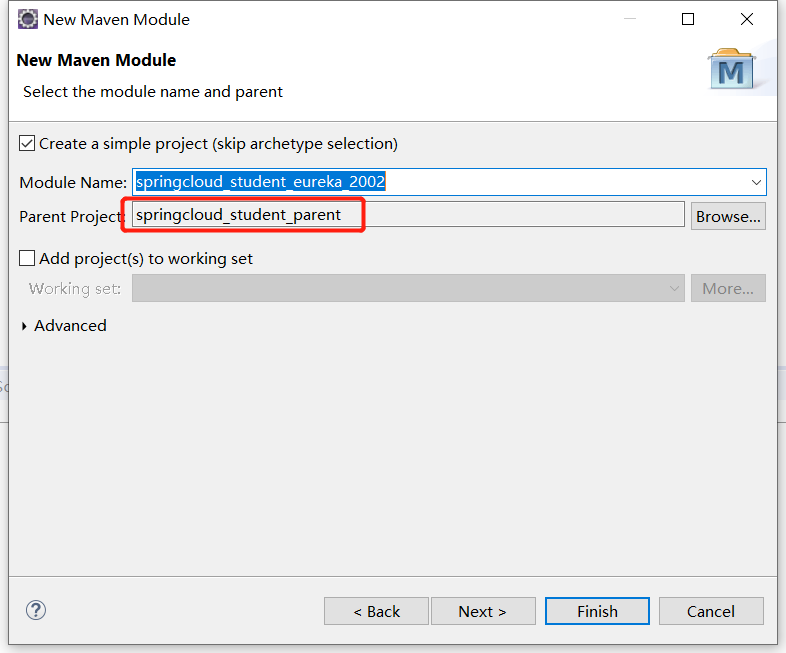 New Maven Module
New Maven Module
Select the module name and parent
M
Create a simple project (skip archetype selection)
Module Name: springcloud_student_eureka_2002
Parent Project: springcloud_student_parent Browse...
Add project(s) to working set
Working set: More...
Advanced
? < Back Next > Finish Cancel